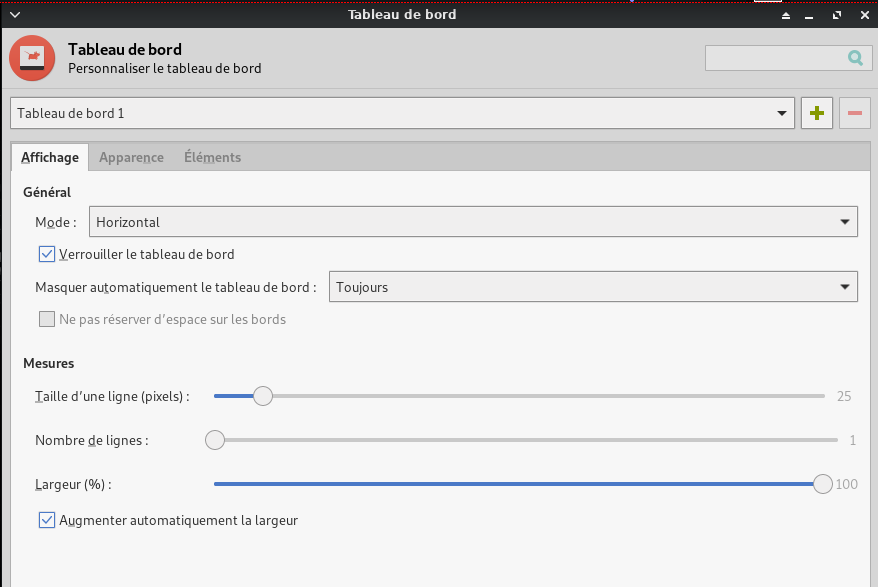 Tableau de bord
Tableau de bord
Personnaliser le tableau de bord
Tableau de bord 1
Affichage Apparence Éléments
Général
Mode : Horizontal
Verrouiller le tableau de bord
Masquer automatiquement le tableau de bord : Toujours
Ne pas réserver d’espace sur les bords
Mesures
Taille d’une ligne (pixels) : 25
Nombre de lignes : 1
Largeur (%) : 100
Augmenter automatiquement la largeur